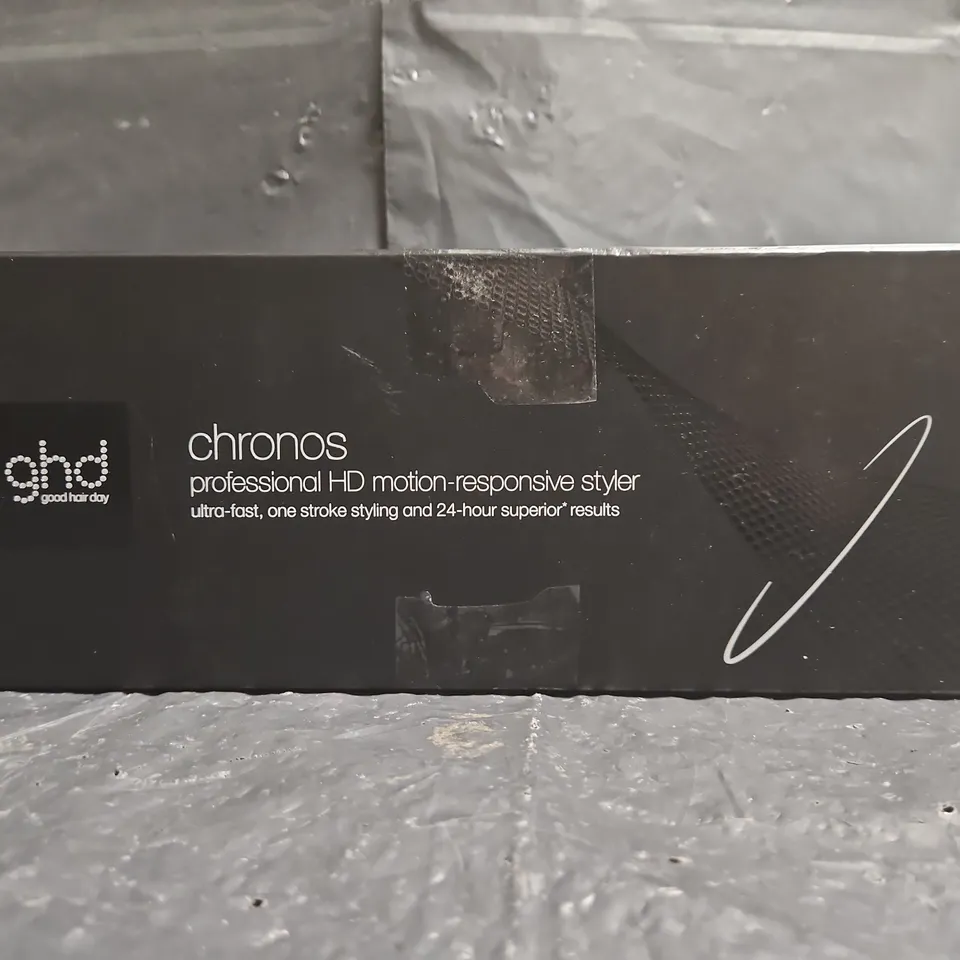 ghd
good hair day
chronos
professional HD motion-responsive styler
ultra-fast, one stroke styling and 24-hour superior* results